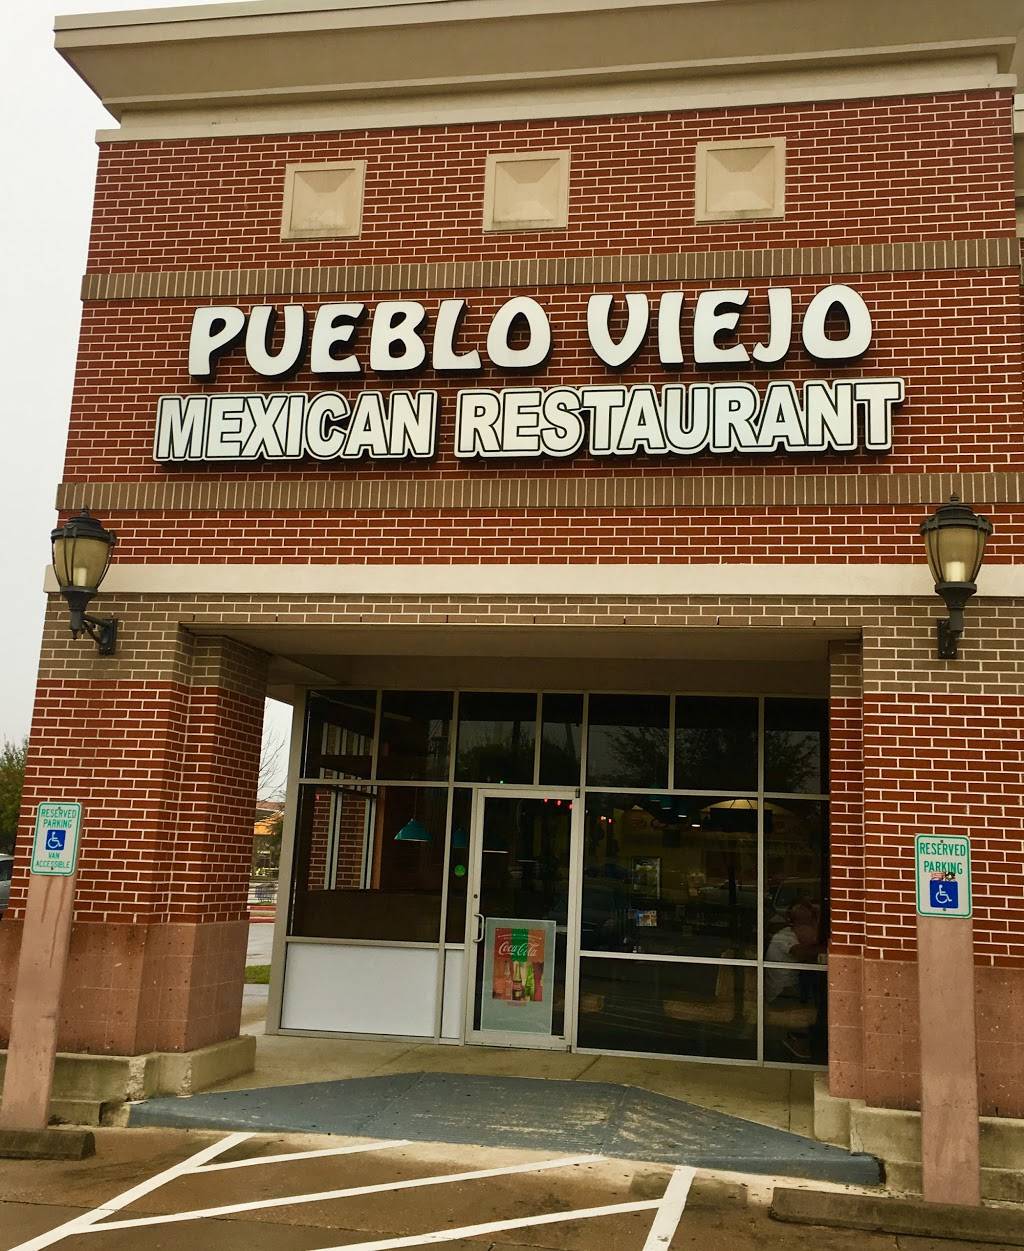 PUEBLO VIEJO
MEXICAN RESTAURANT
RESERVED
PARKING
VAN
ACCESSIBLE
RESERVED
PARKING
Coca-Cola